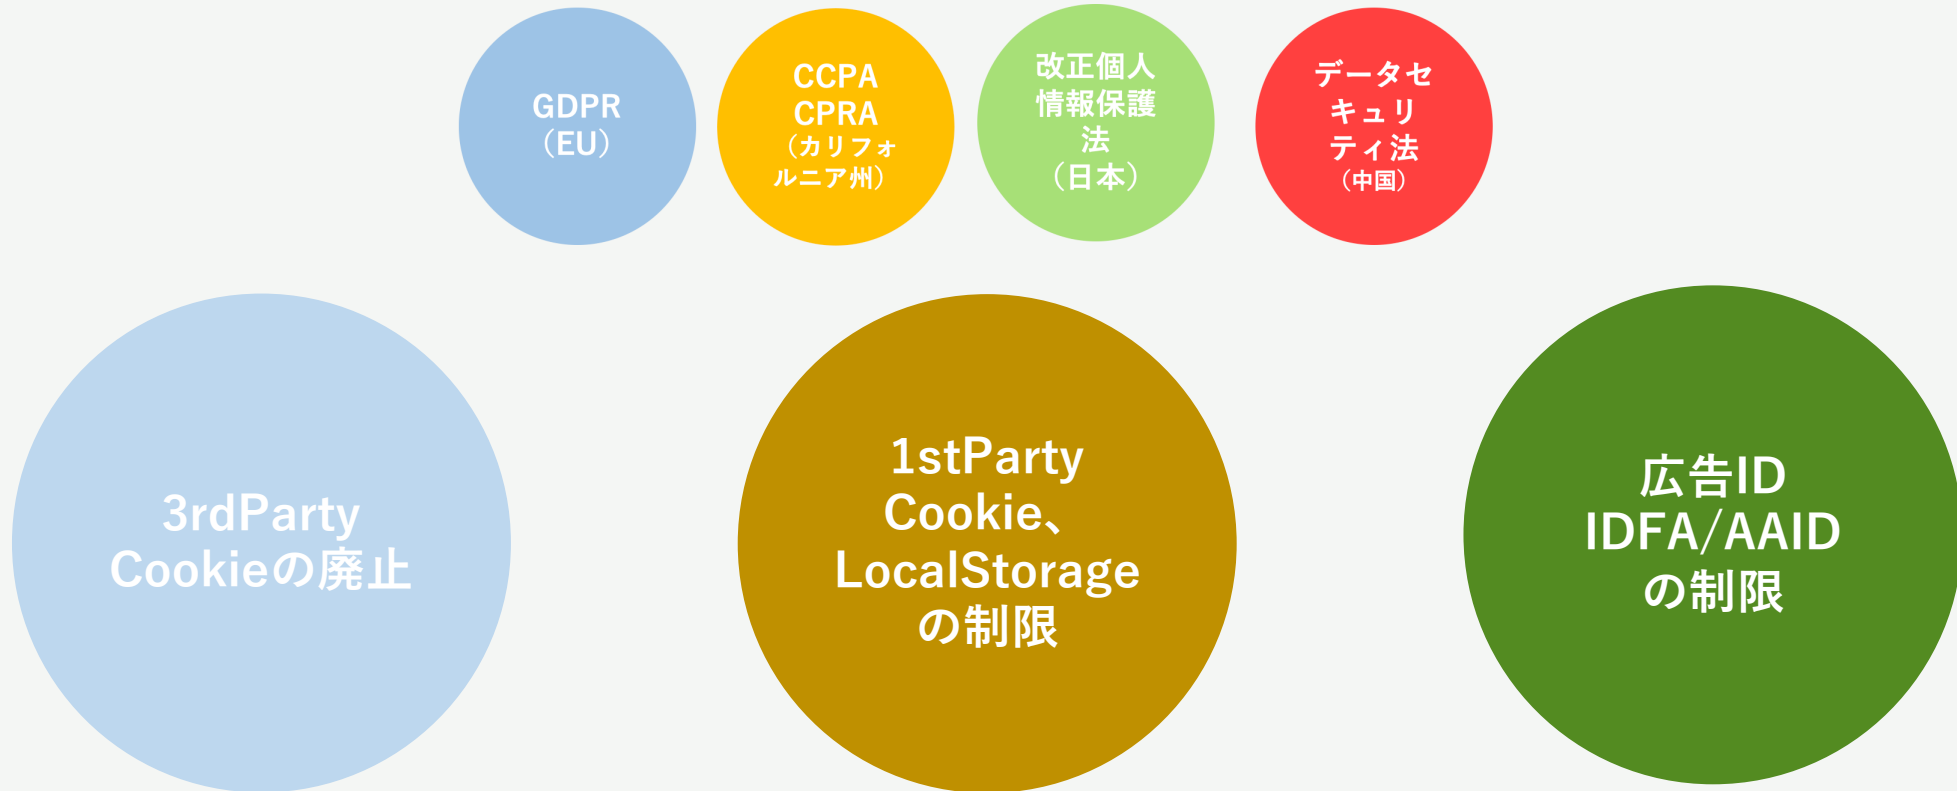 GDPR
（EU）
CCPA
CPRA
（カリフォ
ルニア州）
改正個人
情報保護
法
（日本）
データセ
キュリ
ティ法
（中国）
3rdParty
Cookieの廃止
1stParty
Cookie、
LocalStorage
の制限
広告ID
IDFA/AAID
の制限